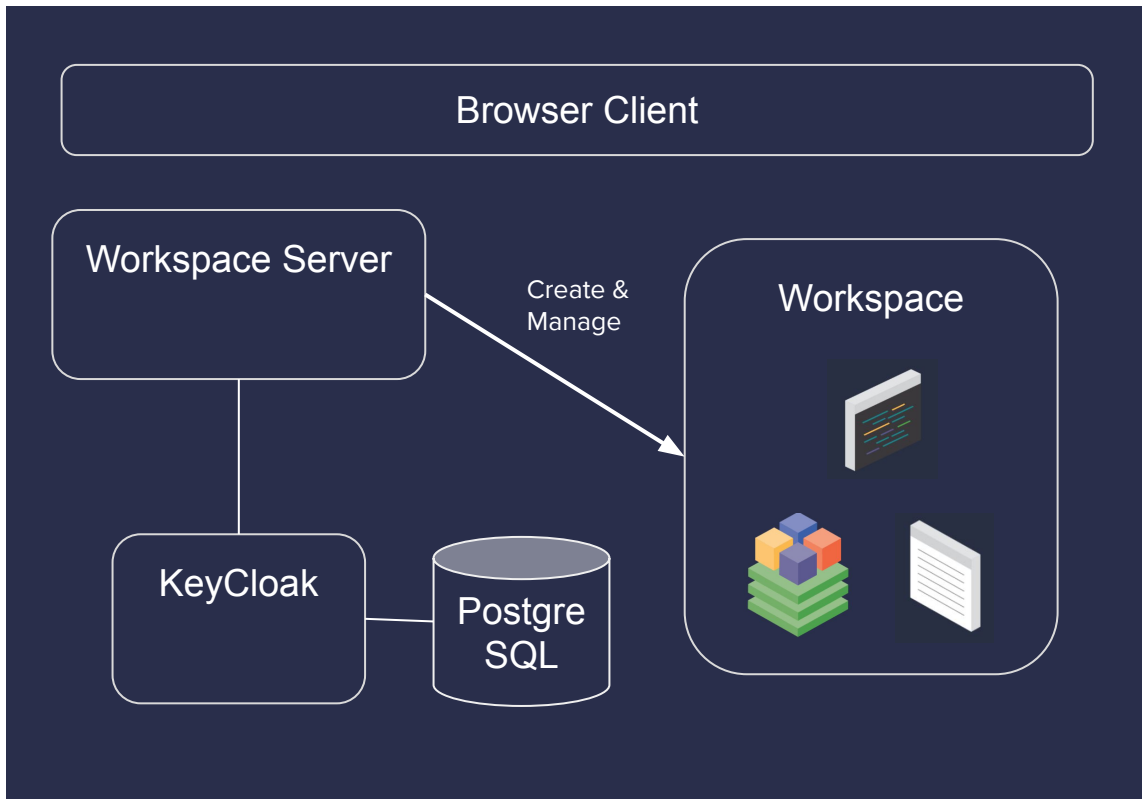 Browser Client
Workspace Server
Create &
Manage
Workspace
KeyCloak
Postgre
SQL